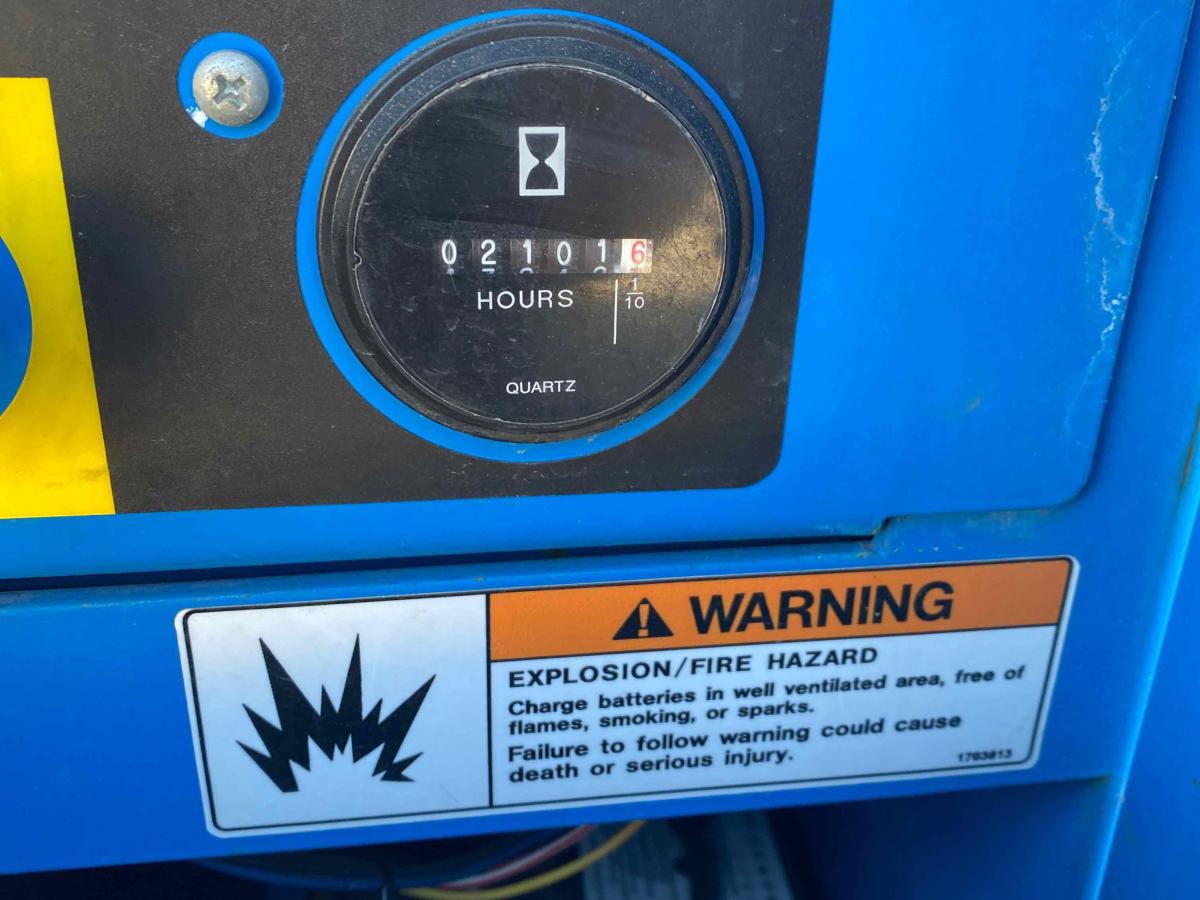 021016
HOURS
1
10
QUARTZ
WARNING
EXPLOSION/FIRE HAZARD
Charge batteries in well ventilated area, free of
flames, smoking, or sparks.
Failure to follow warning could cause
death or serious injury.
1703813